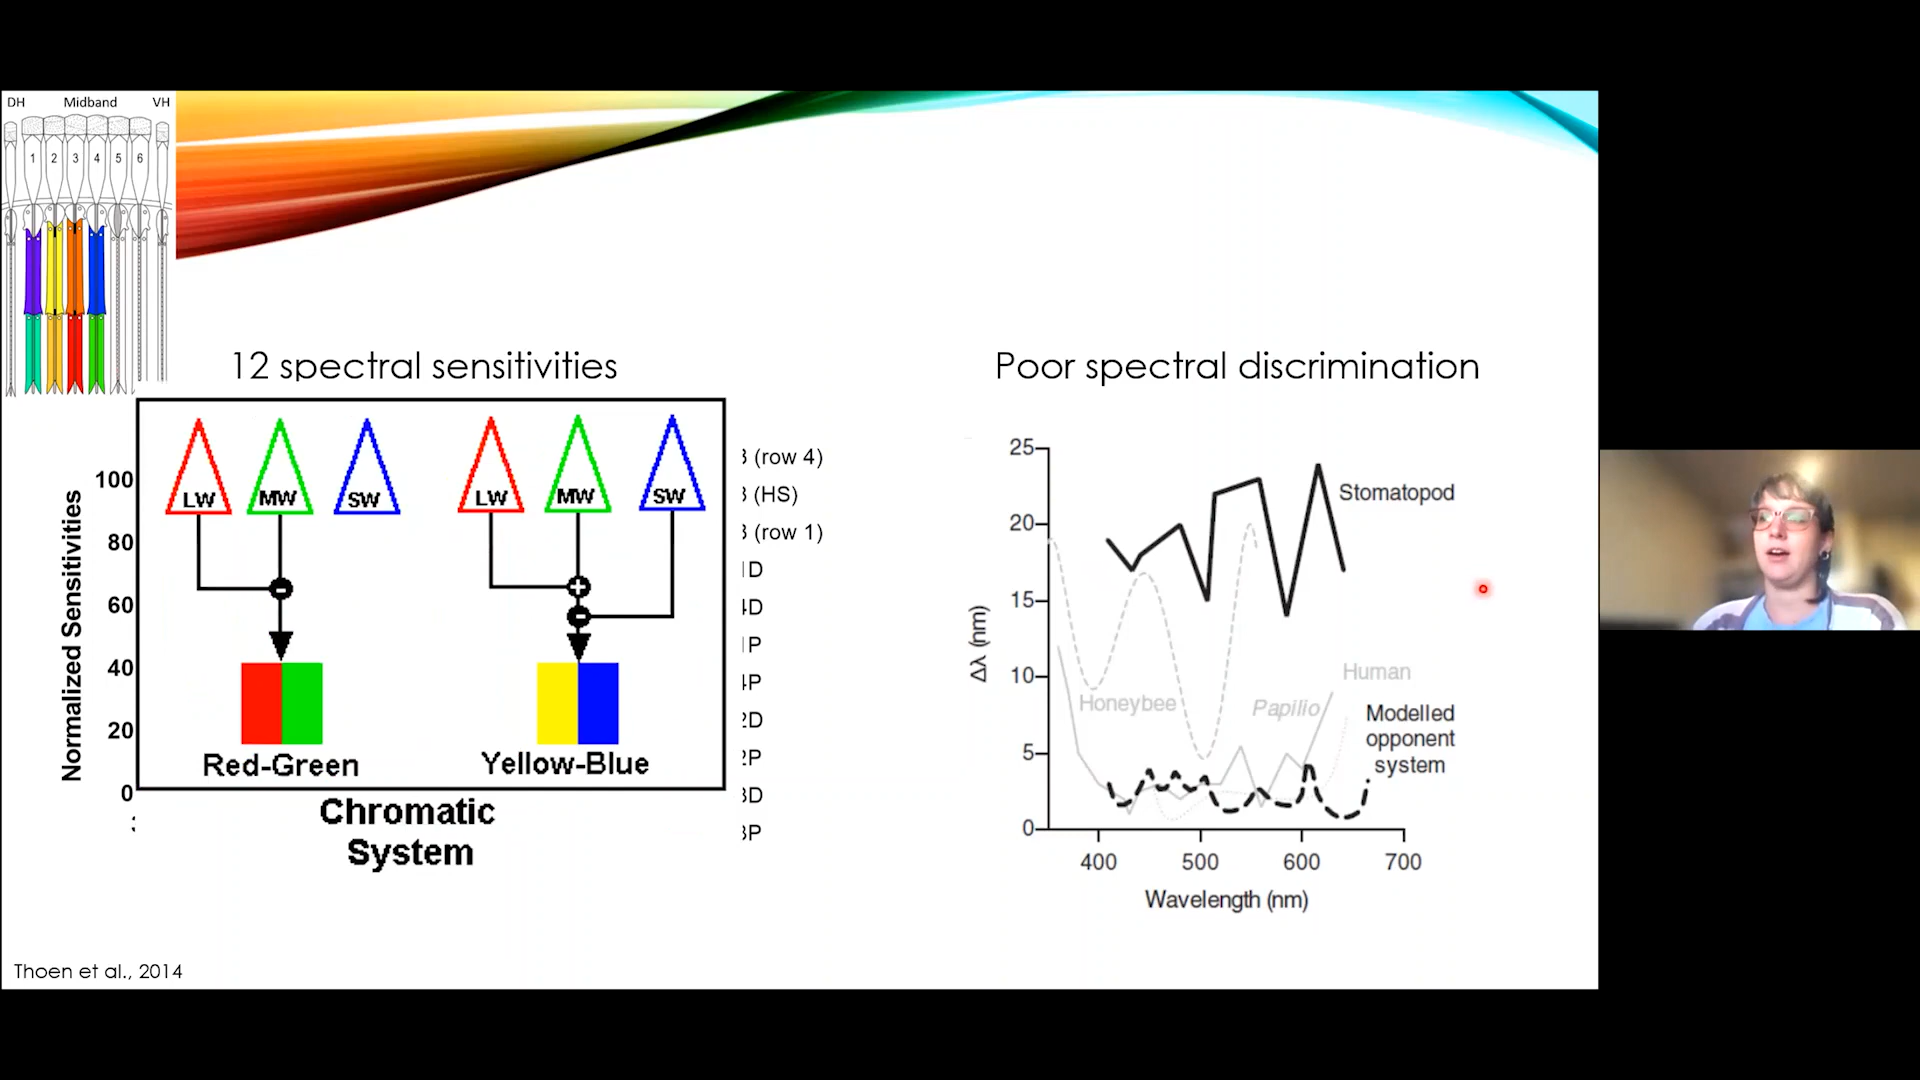 DH Midband VH
1 2 3 4 5 6
12 spectral sensitivities
Normalized Sensitivities
100
80
60
40
20
0
LW MW SW
LW MW SW
Red-Green
Yellow-Blue
Chromatic
System
(row 4)
(HS)
(row 1)
D
D
P
P
D
P
D
P
Poor spectral discrimination
Δλ (nm)
25
20
15
10
5
0
Stomatopod
Human
Honeybee
Papilio
Modelled
opponent
system
400 500 600 700
Wavelength (nm)
Thoen et al., 2014